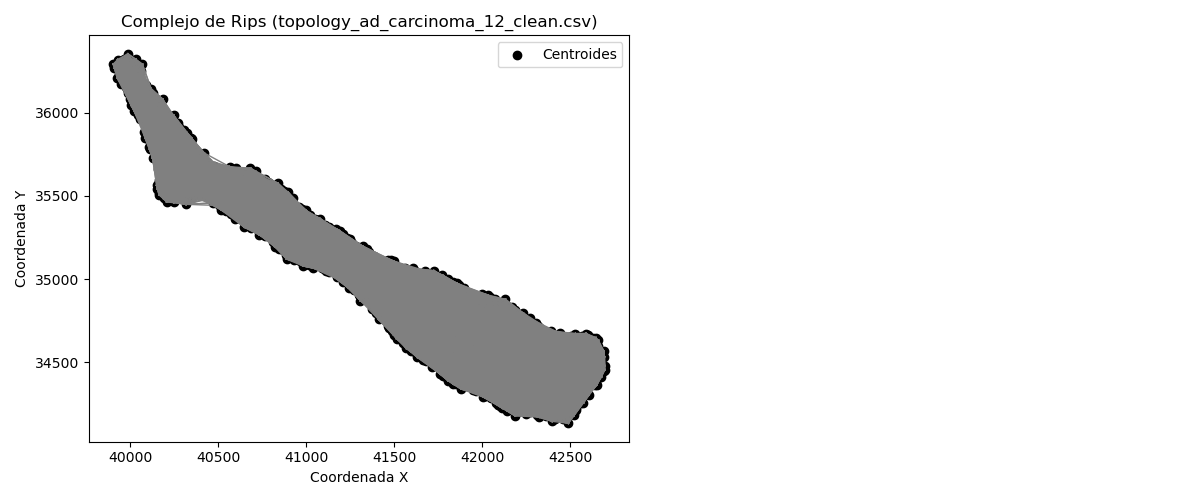 Complejo de Rips (topology_ad_carcinoma_12_clean.csv)
Centroides
36000
35500
35000
34500
Coordenada Y
40000 40500 41000 41500 42000 42500
Coordenada X